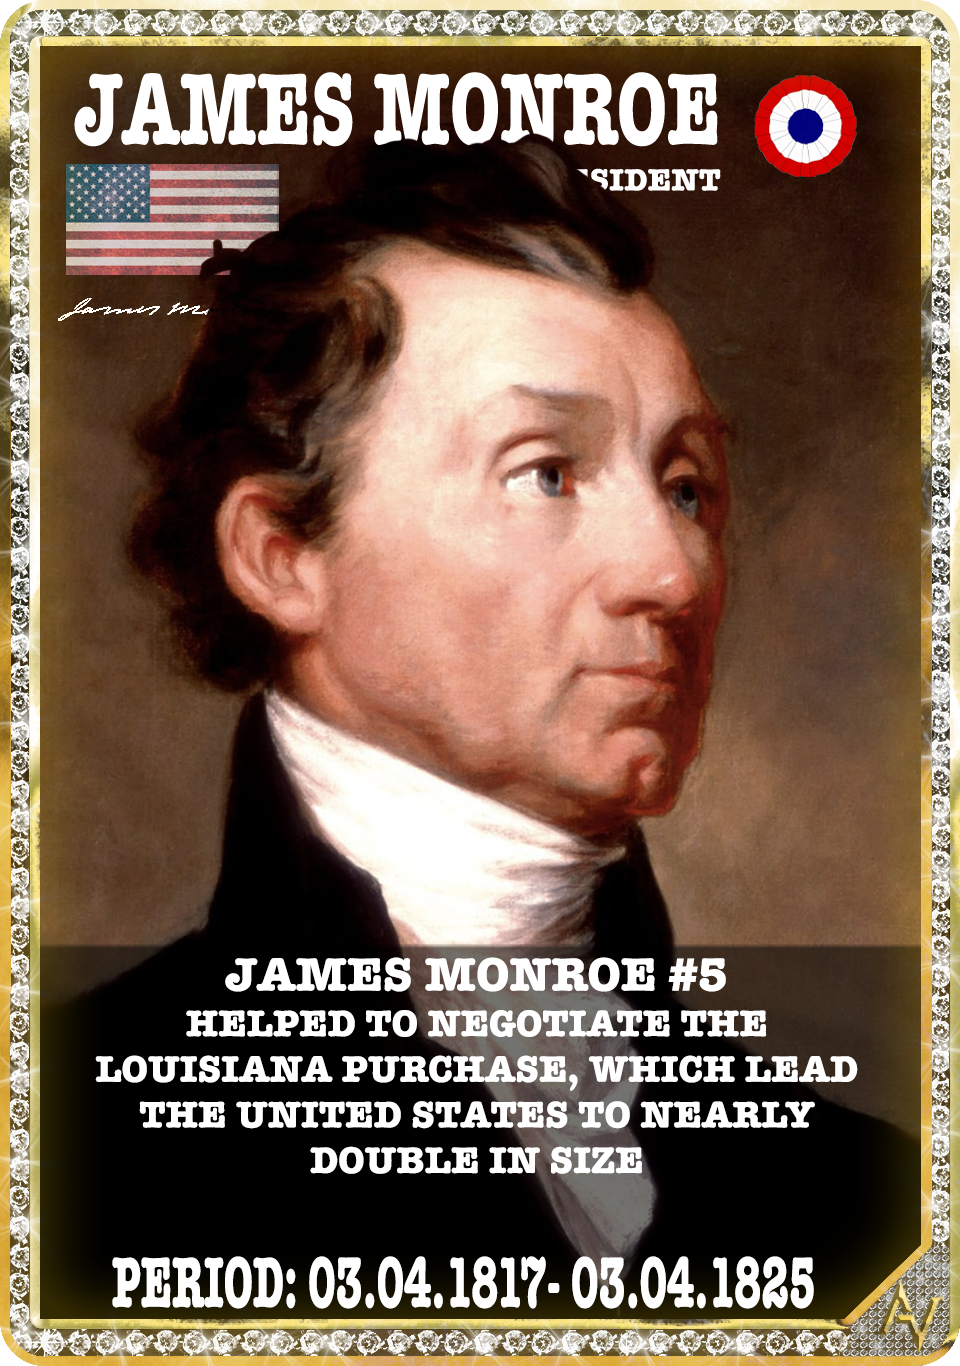 JAMES MONROE
SIDENT
James M
JAMES MONROE #5
HELPED TO NEGOTIATE THE
LOUISIANA PURCHASE, WHICH LEAD
THE UNITED STATES TO NEARLY
DOUBLE IN SIZE
PERIOD: 03.04.1817- 03.04.1825